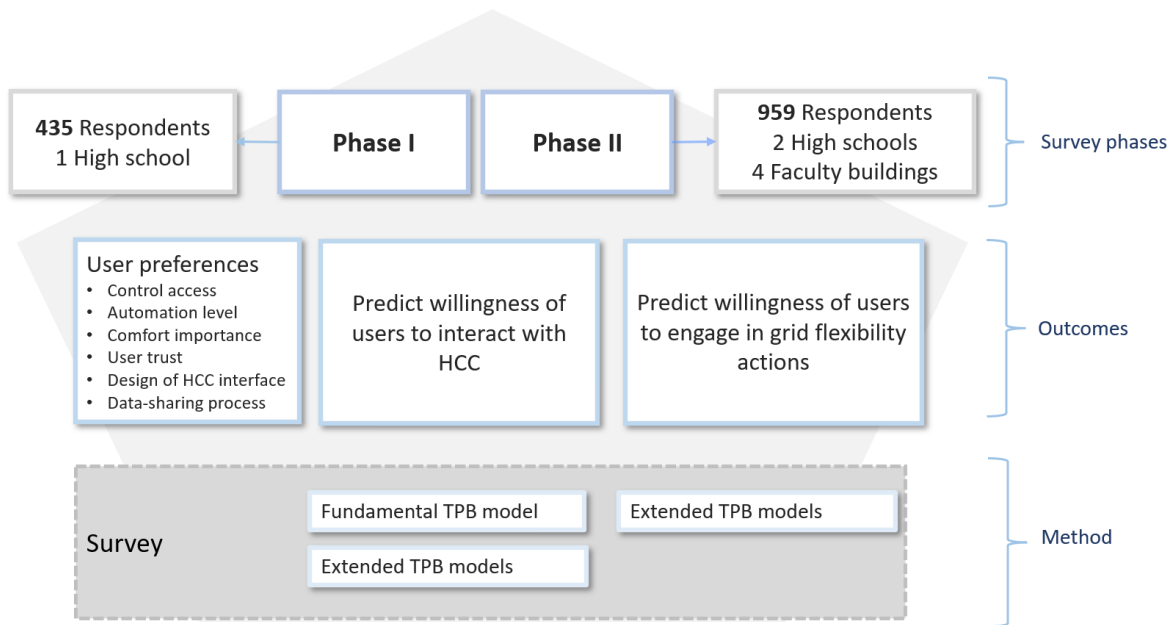 435 Respondents
1 High school
Phase I
Phase II
959 Respondents
2 High schools
4 Faculty buildings
Survey phases
User preferences
• Control access
• Automation level
• Comfort importance
• User trust
• Design of HCC interface
• Data-sharing process
Predict willingness of
users to interact with
HCC
Predict willingness of users
to engage in grid flexibility
actions
Outcomes
Survey
Fundamental TPB model
Extended TPB models
Extended TPB models
Method